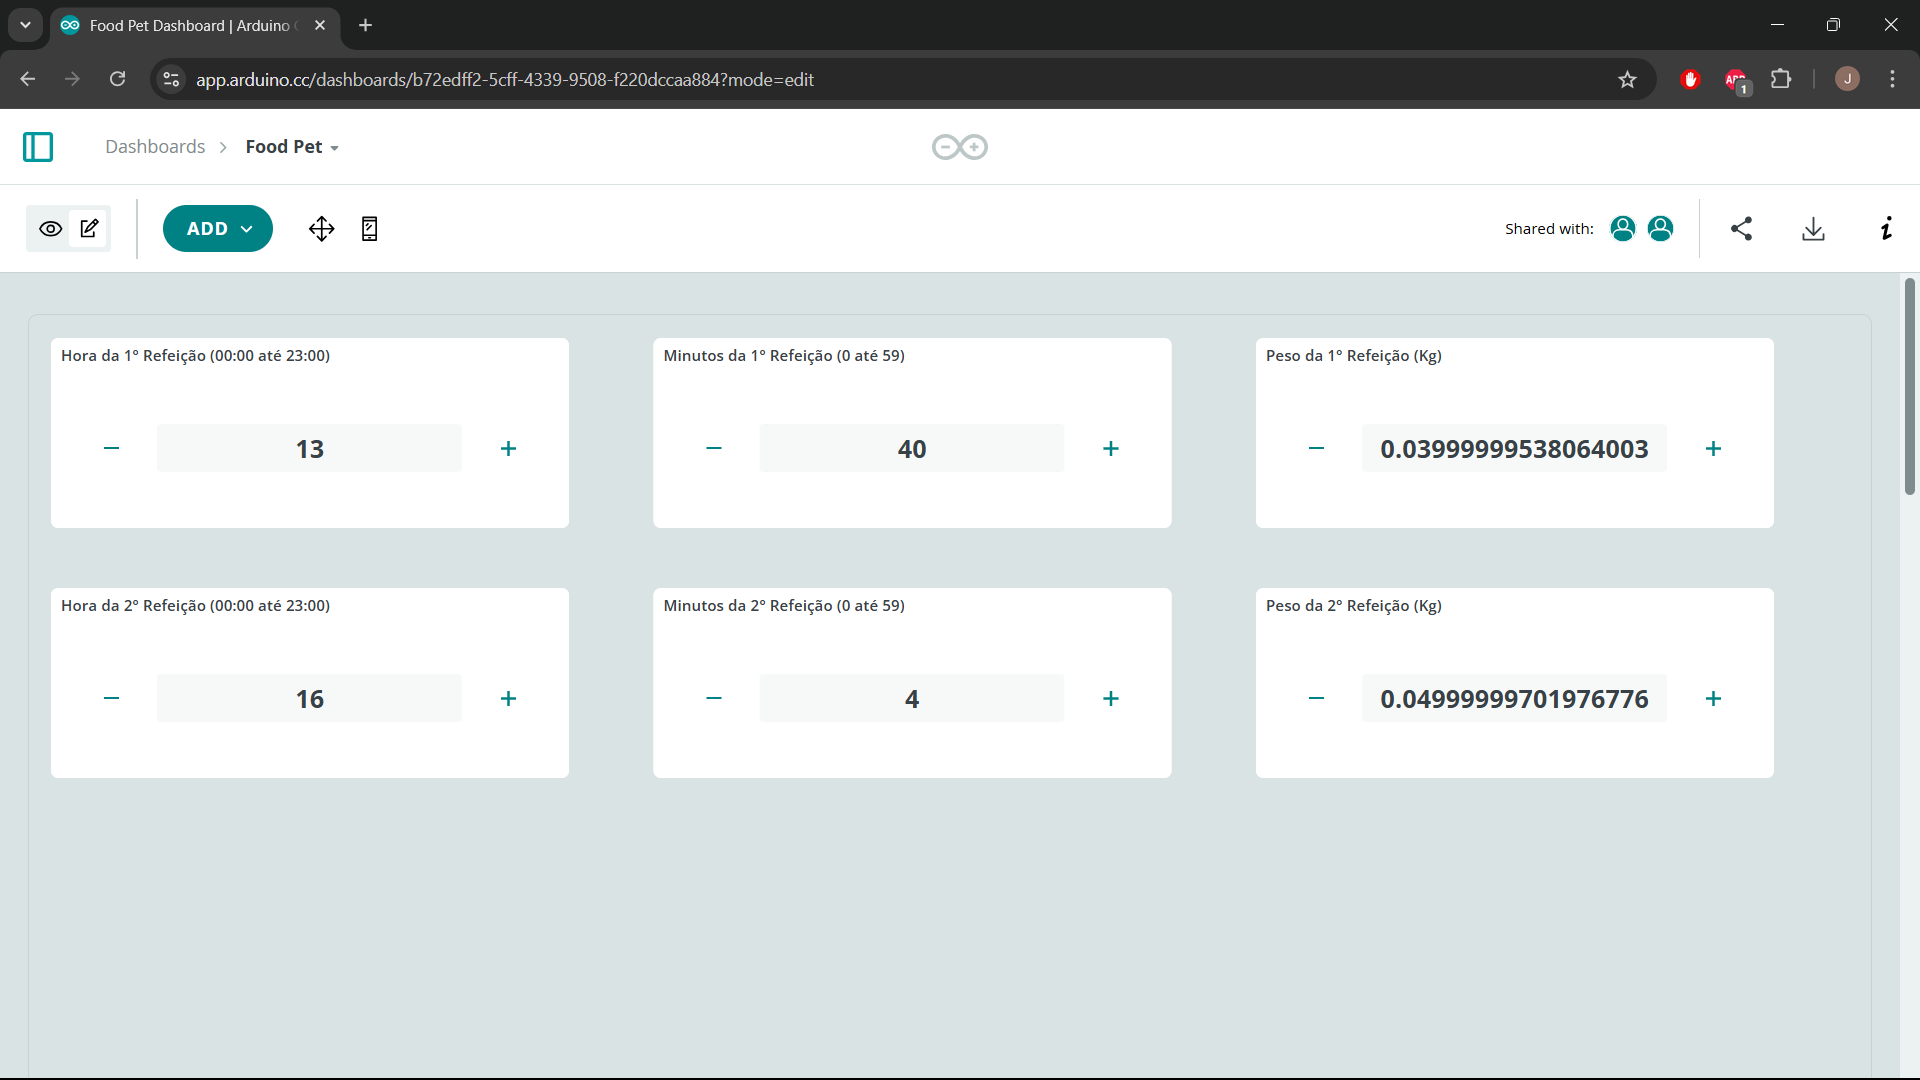 Food Pet Dashboard | Arduino
app.arduino.cc/dashboards/b72edff2-5cff-4339-9508-f220dccaa884?mode=edit
1
J
Dashboards > Food Pet
ADD
Shared with:
Hora da 1° Refeição (00:00 até 23:00)
Minutos da 1° Refeição (0 até 59)
Peso da 1° Refeição (Kg)
− 13 +
− 40 +
− 0.03999999538064003 +
Hora da 2° Refeição (00:00 até 23:00)
Minutos da 2° Refeição (0 até 59)
Peso da 2° Refeição (Kg)
− 16 +
− 4 +
− 0.04999999701976776 +